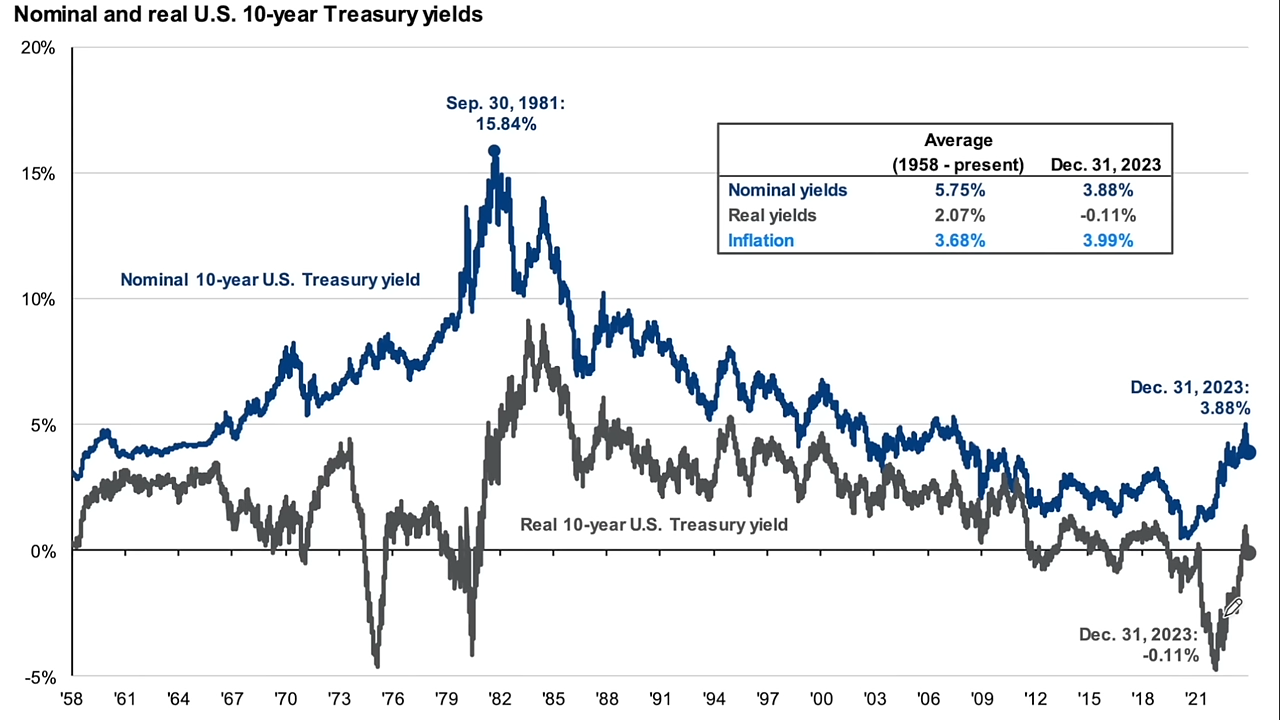 Nominal and real U.S. 10-year Treasury yields
20%
Sep. 30, 1981:
15.84%
Average
(1958 - present) Dec. 31, 2023
15%
Nominal yields 5.75% 3.88%
Real yields 2.07% -0.11%
Inflation 3.68% 3.99%
Nominal 10-year U.S. Treasury yield
10%
Dec. 31, 2023:
3.88%
5%
Real 10-year U.S. Treasury yield
0%
Dec. 31, 2023:
-0.11%
-5%
'58 '61 '64 '67 '70 '73 '76 '79 '82 '85 '88 '91 '94 '97 '00 '03 '06 '09 '12 '15 '18 '21